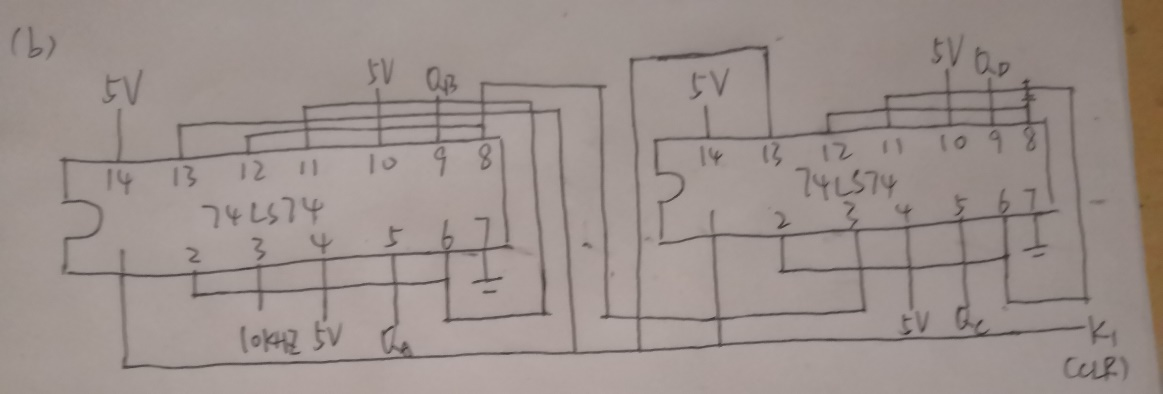 (b)
5V 5V QB 5V 5V QD
14 13 12 11 10 9 8 14 13 12 11 10 9 8
74LS74 74LS74
1 2 3 4 5 6 7 1 2 3 4 5 6 7
10KHZ 5V QA 5V QC K1
(CLR)